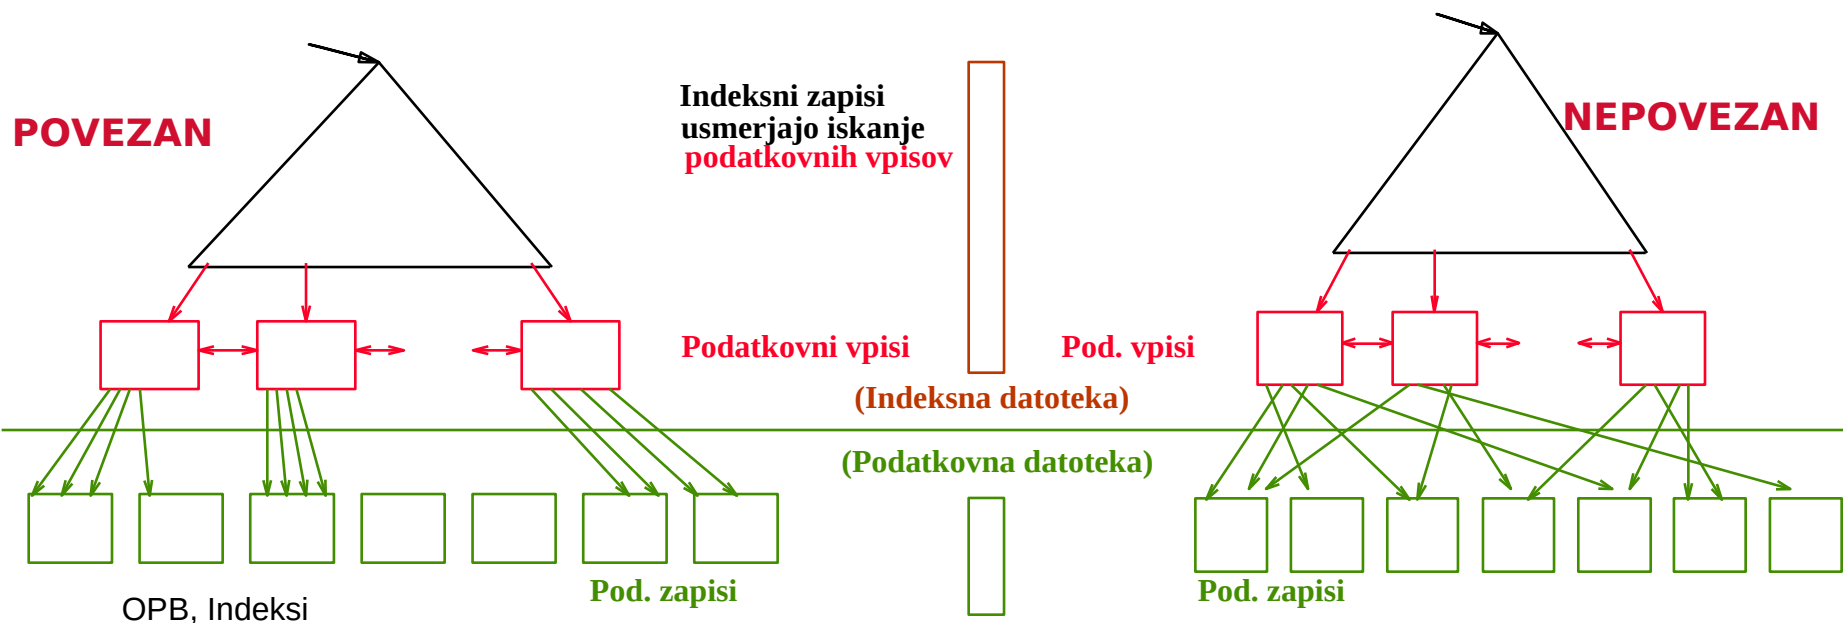 POVEZAN
Indeksni zapisi
usmerjajo iskanje
podatkovnih vpisov
NEPOVEZAN
Podatkovni vpisi
Pod. vpisi
(Indeksna datoteka)
(Podatkovna datoteka)
Pod. zapisi
Pod. zapisi
OPB, Indeksi